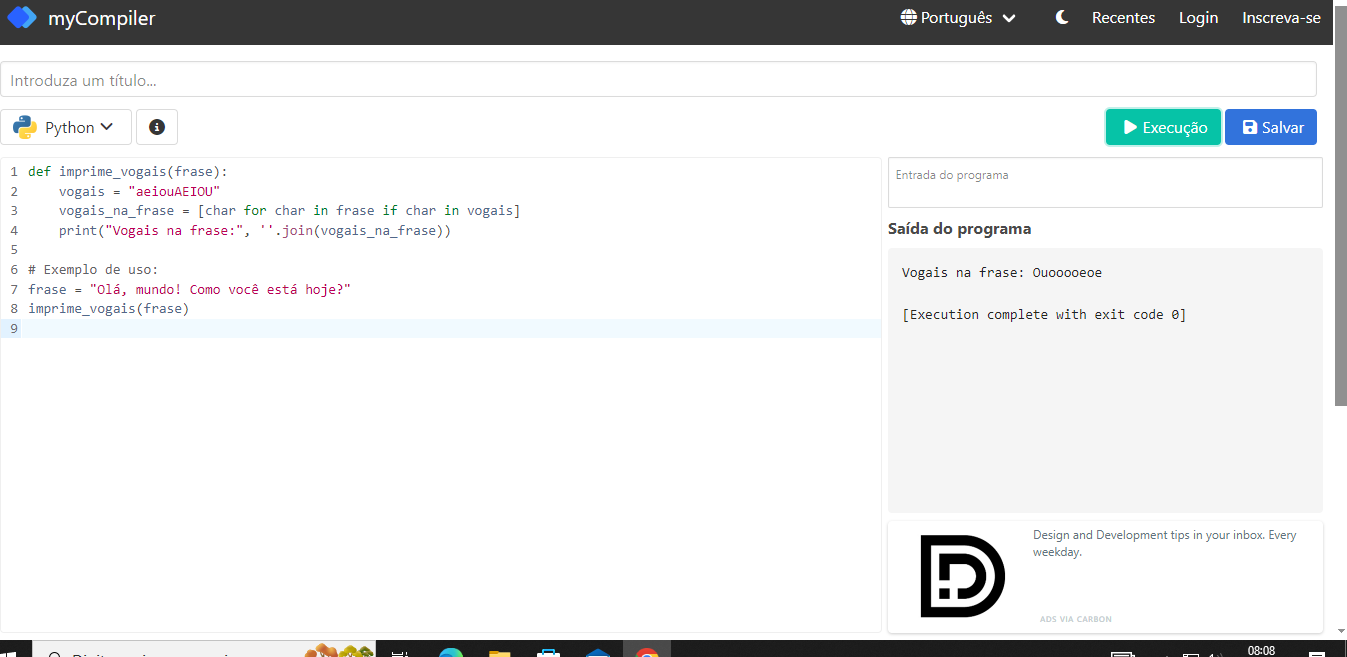 myCompiler
Português
Recentes
Login
Inscreva-se
Introduza um título...
Python
Execução
Salvar
1 def imprime_vogais(frase):
2     vogais = "aeiouAEIOU"
3     vogais_na_frase = [char for char in frase if char in vogais]
4     print("Vogais na frase:", ''.join(vogais_na_frase))
5
6 # Exemplo de uso:
7 frase = "Olá, mundo! Como você está hoje?"
8 imprime_vogais(frase)
9
Entrada do programa
Saída do programa
Vogais na frase: Ouooooeoe
[Execution complete with exit code 0]
Design and Development tips in your inbox. Every
weekday.
ADS VIA CARBON
08:08